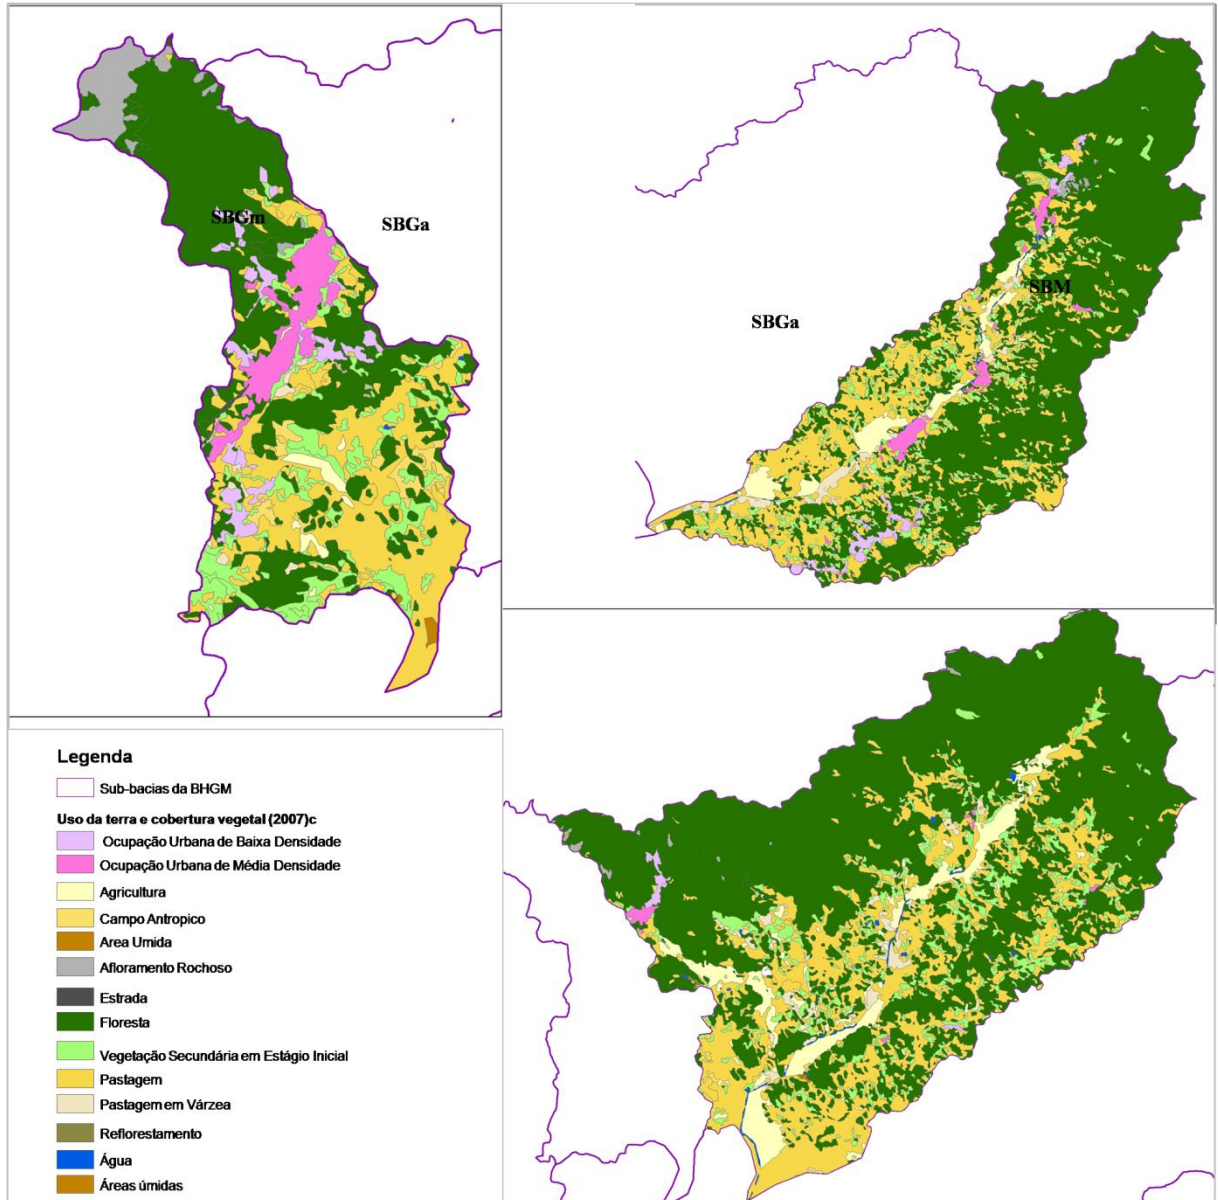 SBGm
SBGa
SBM
SBGa
Legenda
Sub-bacias da BHGM
Uso da terra e cobertura vegetal (2007)c
Ocupação Urbana de Baixa Densidade
Ocupação Urbana de Média Densidade
Agricultura
Campo Antropico
Area Umida
Afloramento Rochoso
Estrada
Floresta
Vegetação Secundária em Estágio Inicial
Pastagem
Pastagem em Várzea
Reflorestamento
Água
Áreas úmidas